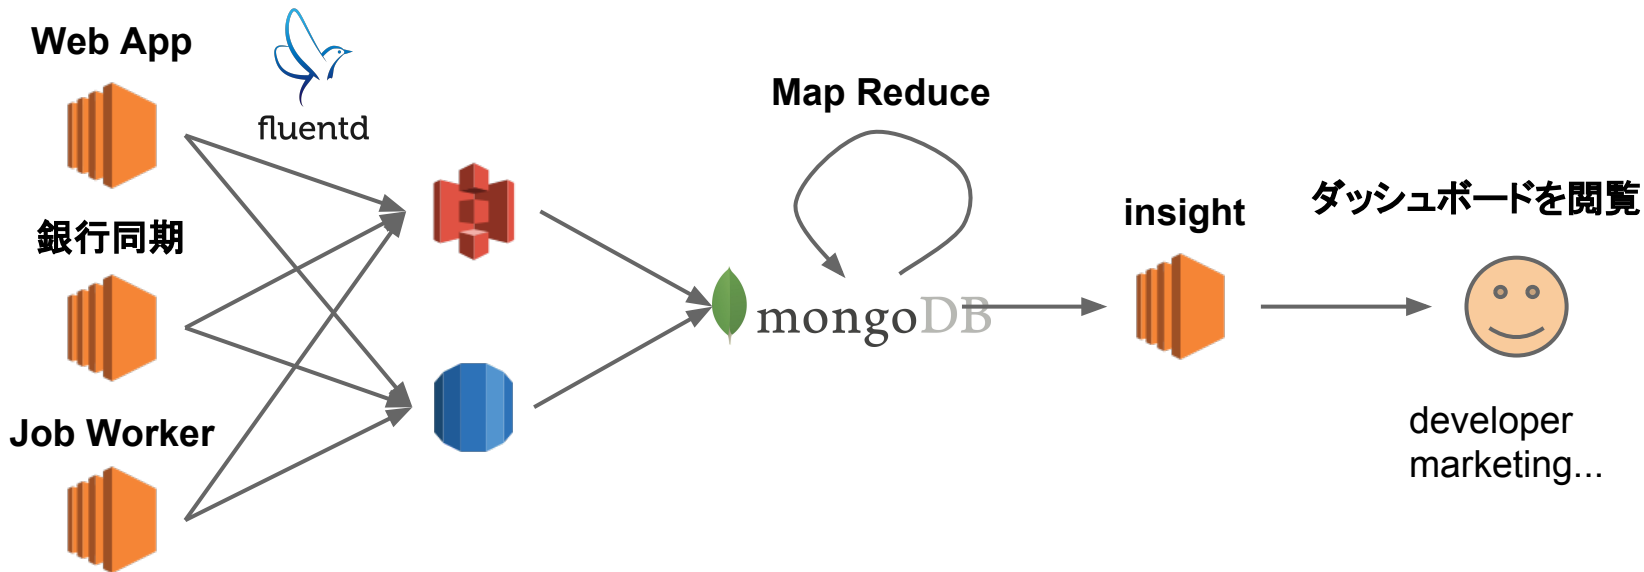 Web App
fluentd
Map Reduce
銀行同期
insight
ダッシュボードを閲覧
mongoDB
Job Worker
developer
marketing...